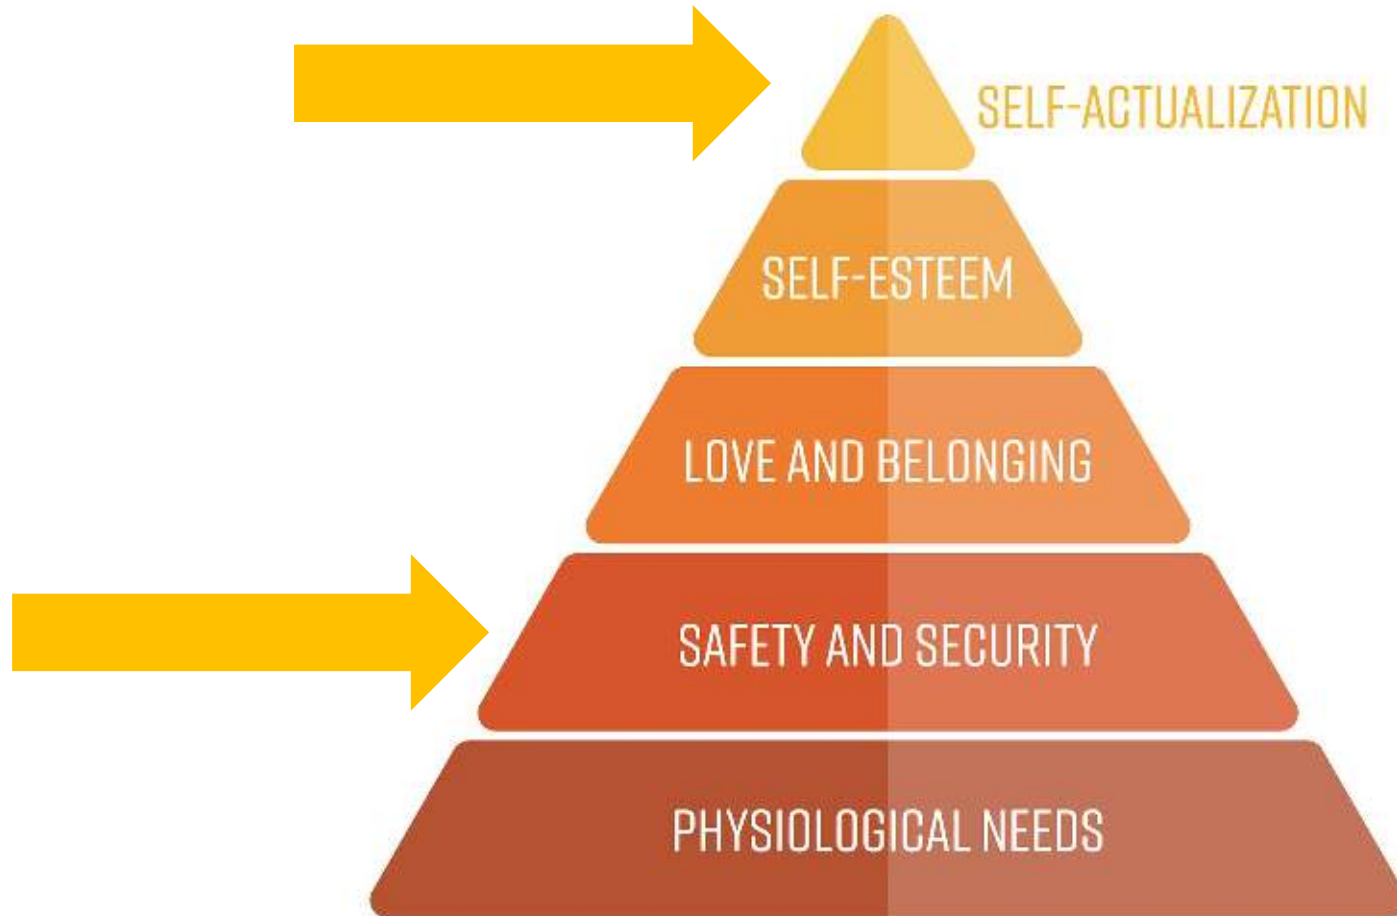 SELF-ACTUALIZATION
SELF-ESTEEM
LOVE AND BELONGING
SAFETY AND SECURITY
PHYSIOLOGICAL NEEDS